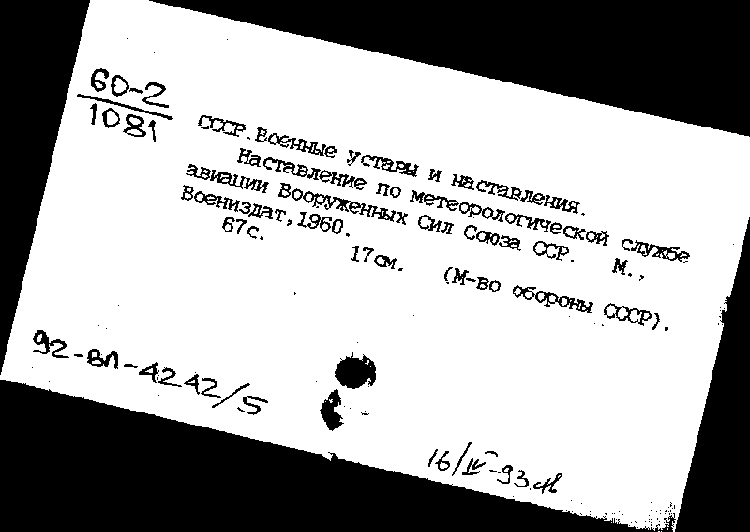 60-2
1081
СССР. Военные уставы и наставления.
Наставление по метеорологической службе
авиации Вооруженных Сил Союза ССР. М.,
Воениздат, 1960.
67с. 17см. (М-во обороны СССР).
92-ВЛ-4242/5
16/IV-93